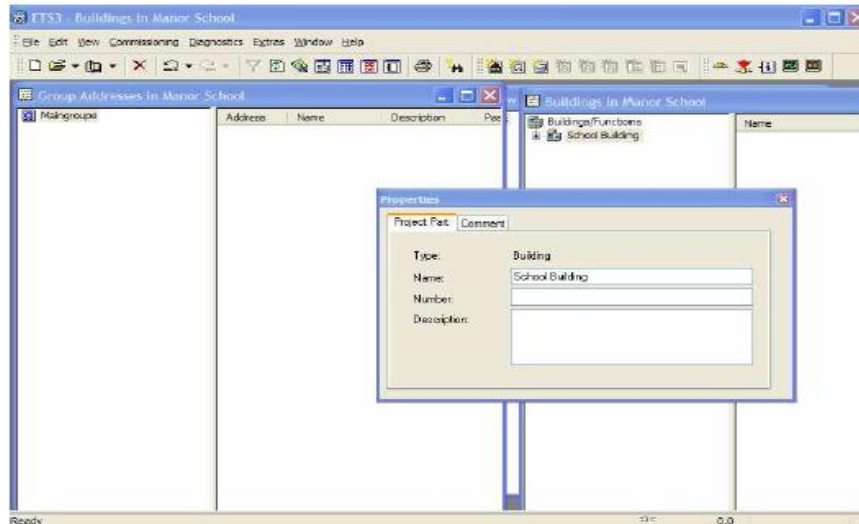 ETS3 - Buildings in Manor School
File Edit View Commissioning Diagnostics Extras Window Help
Group Addresses in Manor School
Buildings in Manor School
Maingroups
Address Name Description
Buildings/Functions
Name
School Building
Properties
Project Part Comment
Type: Building
Name: School Building
Number:
Description:
Ready
0.0